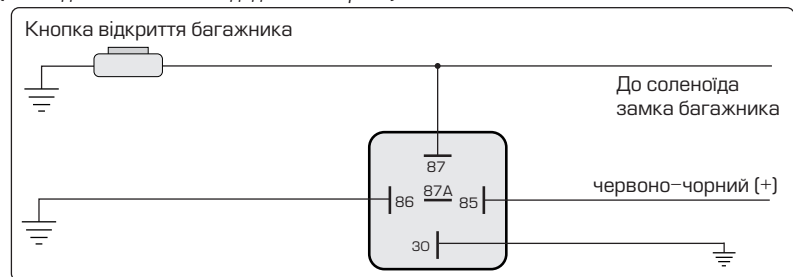 Кнопка відкриття багажника
До соленоїда
замка багажника
87
87A
86
85
червоно-чорний (+)
30